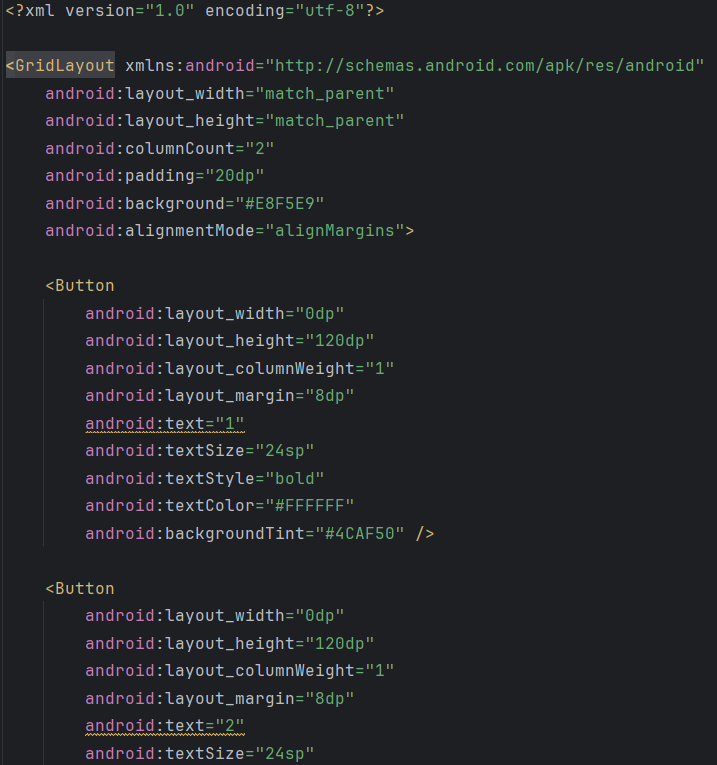 <?xml version="1.0" encoding="utf-8"?>
<GridLayout xmlns:android="http://schemas.android.com/apk/res/android"
    android:layout_width="match_parent"
    android:layout_height="match_parent"
    android:columnCount="2"
    android:padding="20dp"
    android:background="#E8F5E9"
    android:alignmentMode="alignMargins">
    <Button
        android:layout_width="0dp"
        android:layout_height="120dp"
        android:layout_columnWeight="1"
        android:layout_margin="8dp"
        android:text="1"
        android:textSize="24sp"
        android:textStyle="bold"
        android:textColor="#FFFFFF"
        android:backgroundTint="#4CAF50" />
    <Button
        android:layout_width="0dp"
        android:layout_height="120dp"
        android:layout_columnWeight="1"
        android:layout_margin="8dp"
        android:text="2"
        android:textSize="24sp"